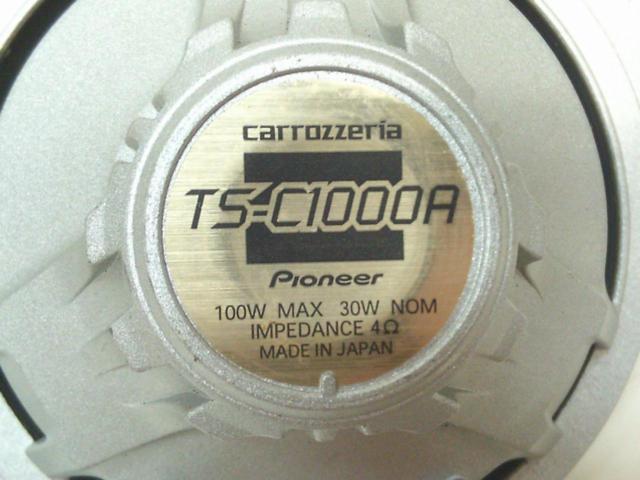 carrozzeria
TS-C1000A
Pioneer
100W MAX 30W NOM
IMPEDANCE 4Ω
MADE IN JAPAN